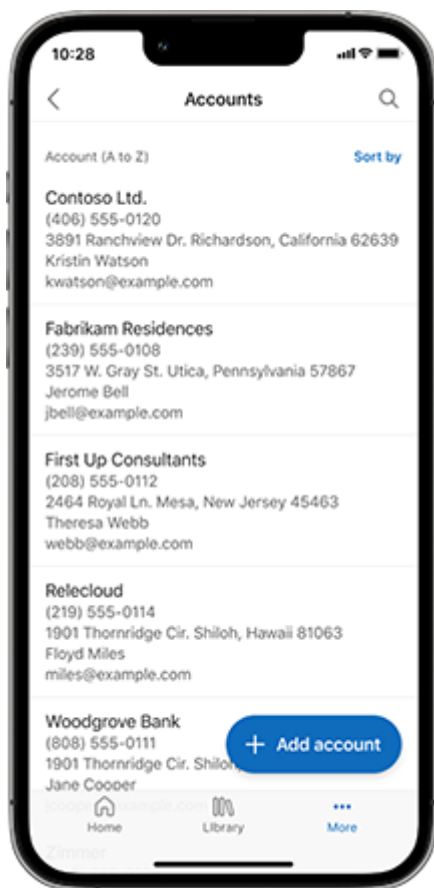 10:28
Accounts
Account (A to Z)
Sort by
Contoso Ltd.
(406) 555-0120
3891 Ranchview Dr. Richardson, California 62639
Kristin Watson
kwatson@example.com
Fabrikam Residences
(239) 555-0108
3517 W. Gray St. Utica, Pennsylvania 57867
Jerome Bell
jbell@example.com
First Up Consultants
(208) 555-0112
2464 Royal Ln. Mesa, New Jersey 45463
Theresa Webb
webb@example.com
Relecloud
(219) 555-0114
1901 Thornridge Cir. Shiloh, Hawaii 81063
Floyd Miles
miles@example.com
Woodgrove Bank
(808) 555-0111
1901 Thornridge Cir.
+ Add account
Jane Cooper
Home
Library
More
Zimmer